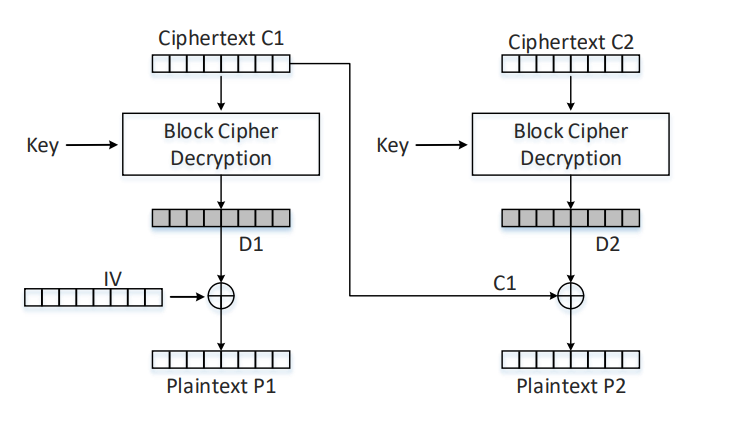 Ciphertext C1
Ciphertext C2
Key
Block Cipher
Decryption
Key
Block Cipher
Decryption
D1
D2
IV
C1
Plaintext P1
Plaintext P2